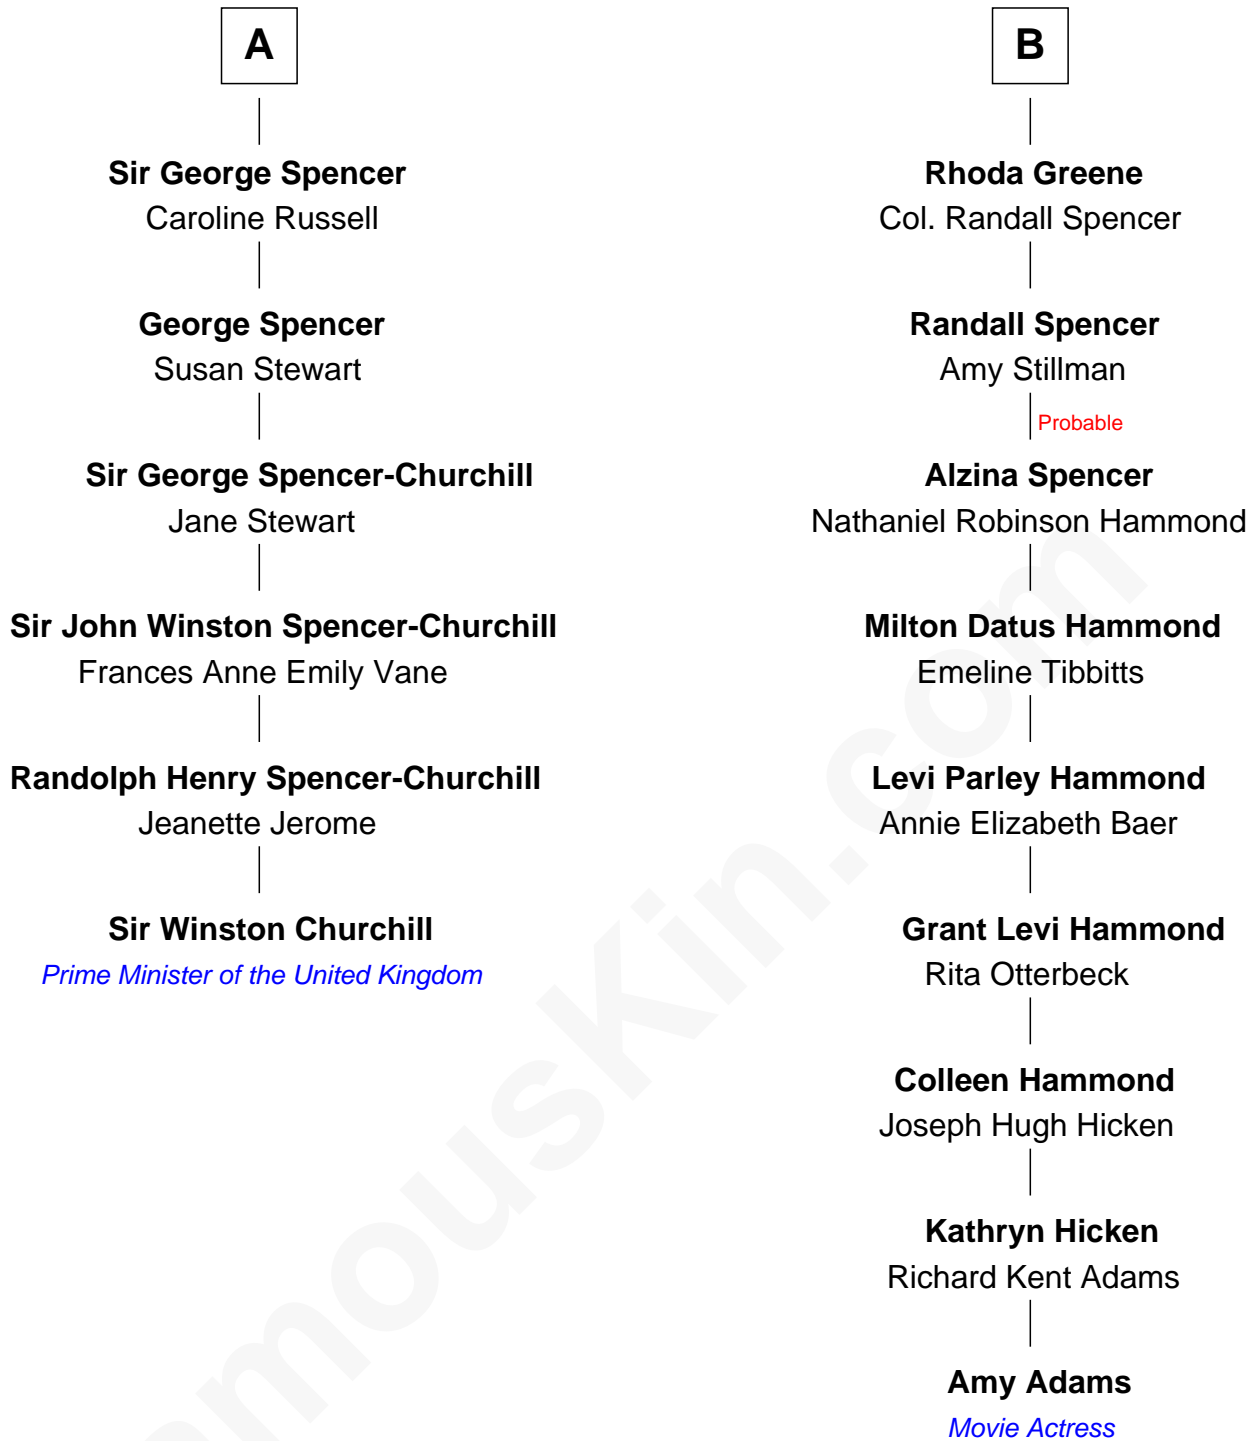 A
Sir George Spencer
Caroline Russell
George Spencer
Susan Stewart
Sir George Spencer-Churchill
Jane Stewart
Sir John Winston Spencer-Churchill
Frances Anne Emily Vane
Randolph Henry Spencer-Churchill
Jeanette Jerome
Sir Winston Churchill
Prime Minister of the United Kingdom
B
Rhoda Greene
Col. Randall Spencer
Randall Spencer
Amy Stillman
Probable
Alzina Spencer
Nathaniel Robinson Hammond
Milton Datus Hammond
Emeline Tibbitts
Levi Parley Hammond
Annie Elizabeth Baer
Grant Levi Hammond
Rita Otterbeck
Colleen Hammond
Joseph Hugh Hicken
Kathryn Hicken
Richard Kent Adams
Amy Adams
Movie Actress
amousKin.com